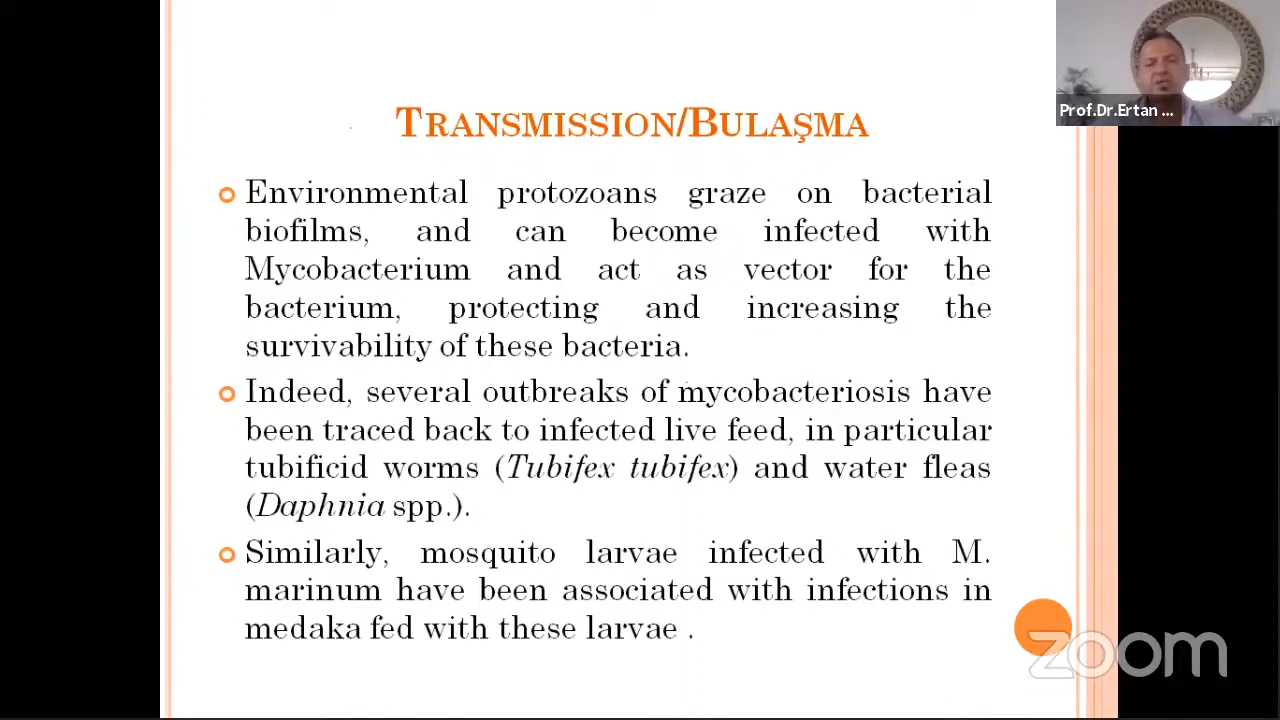 Prof.Dr.Ertan ...
TRANSMISSION/BULAŞMA
Environmental protozoans graze on bacterial
biofilms, and can become infected with
Mycobacterium and act as vector for the
bacterium, protecting and increasing the
survivability of these bacteria.
Indeed, several outbreaks of mycobacteriosis have
been traced back to infected live feed, in particular
tubificid worms (Tubifex tubifex) and water fleas
(Daphnia spp.).
Similarly, mosquito larvae infected with M.
marinum have been associated with infections in
medaka fed with these larvae .
zoom